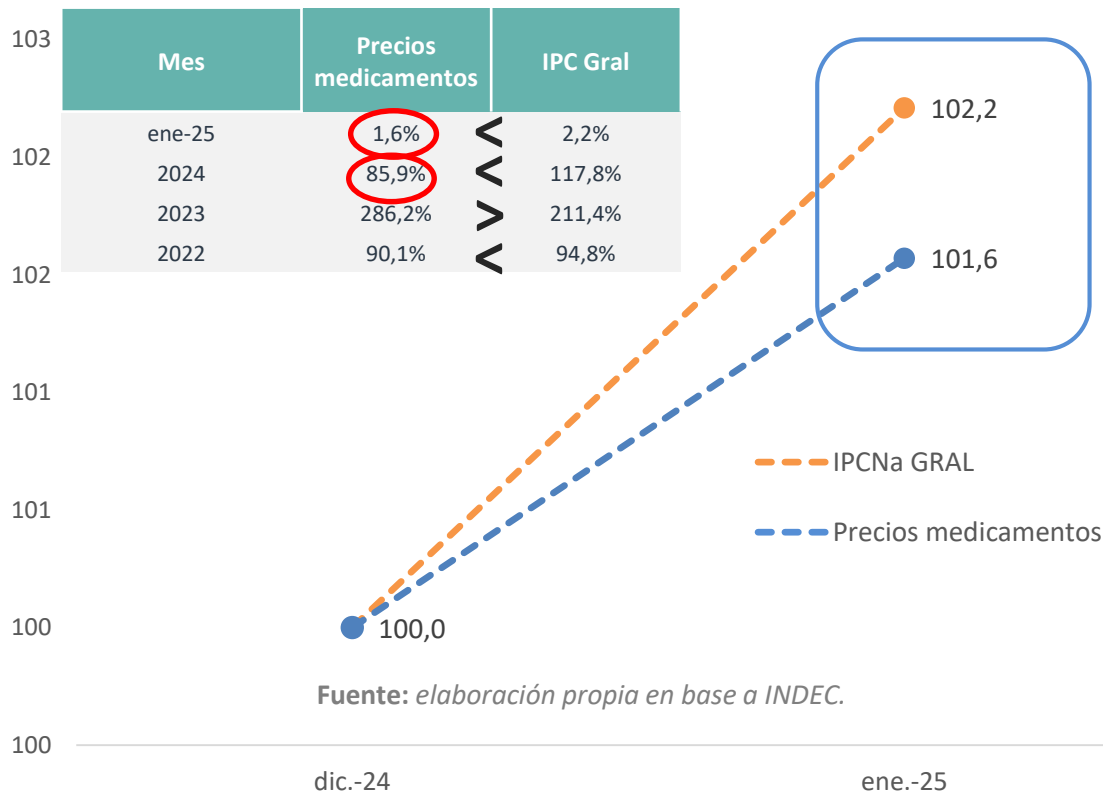 Mes Precios medicamentos IPC Gral
ene-25 1,6% < 2,2%
2024 85,9% < 117,8%
2023 286,2% > 211,4%
2022 90,1% < 94,8%
103
102
102
101
101
100
100
102,2
101,6
100,0
IPCNa GRAL
Precios medicamentos
Fuente: elaboración propia en base a INDEC.
dic.-24 ene.-25